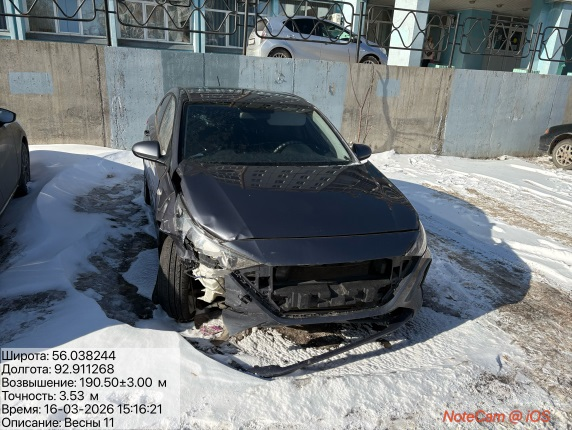 Широта: 56.038244
Долгота: 92.911268
Возвышение: 190.50±3.00 м
Точность: 3.53 м
Время: 16-03-2026 15:16:21
Описание: Весны 11
NoteCam @ iOS